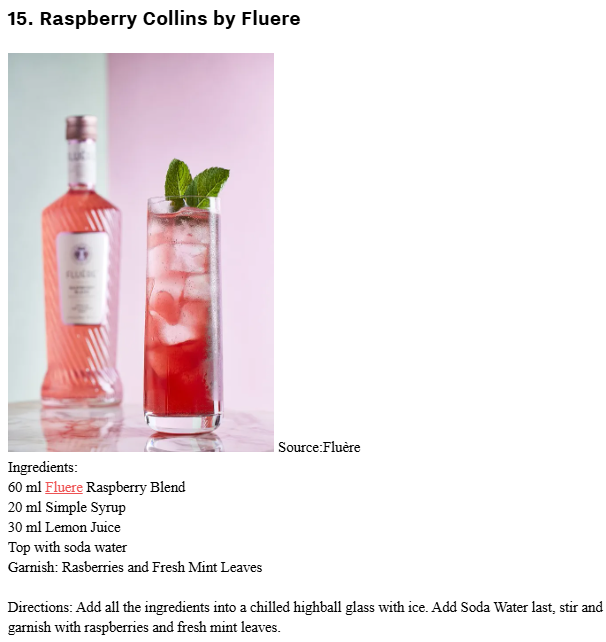 15. Raspberry Collins by Fluere
FLUÈRE
FLUÈRE
Source:Fluère
Ingredients:
60 ml Fluere Raspberry Blend
20 ml Simple Syrup
30 ml Lemon Juice
Top with soda water
Garnish: Rasberries and Fresh Mint Leaves
Directions: Add all the ingredients into a chilled highball glass with ice. Add Soda Water last, stir and
garnish with raspberries and fresh mint leaves.